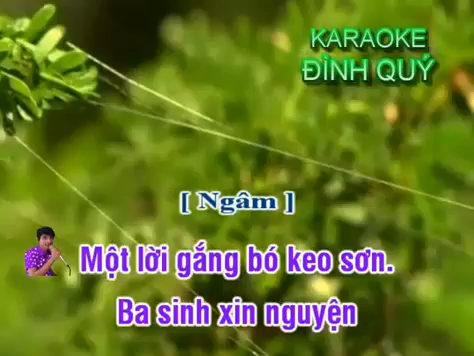 KARAOKE
ĐÌNH QUÝ
[ Ngâm ]
Một lời gắng bó keo sơn.
Ba sinh xin nguyện